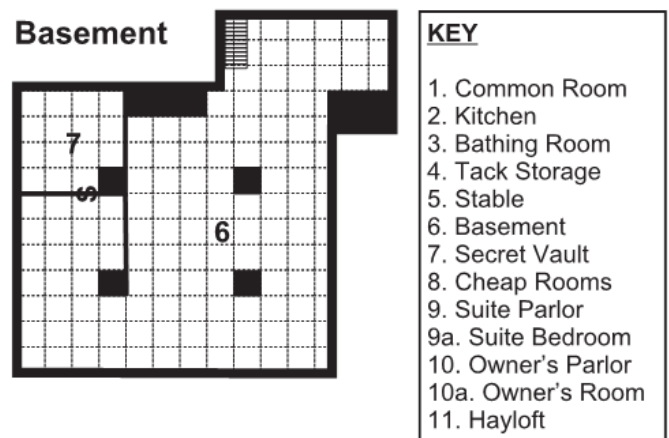 Basement
7
S
6
KEY
1. Common Room
2. Kitchen
3. Bathing Room
4. Tack Storage
5. Stable
6. Basement
7. Secret Vault
8. Cheap Rooms
9. Suite Parlor
9a. Suite Bedroom
10. Owner's Parlor
10a. Owner's Room
11. Hayloft